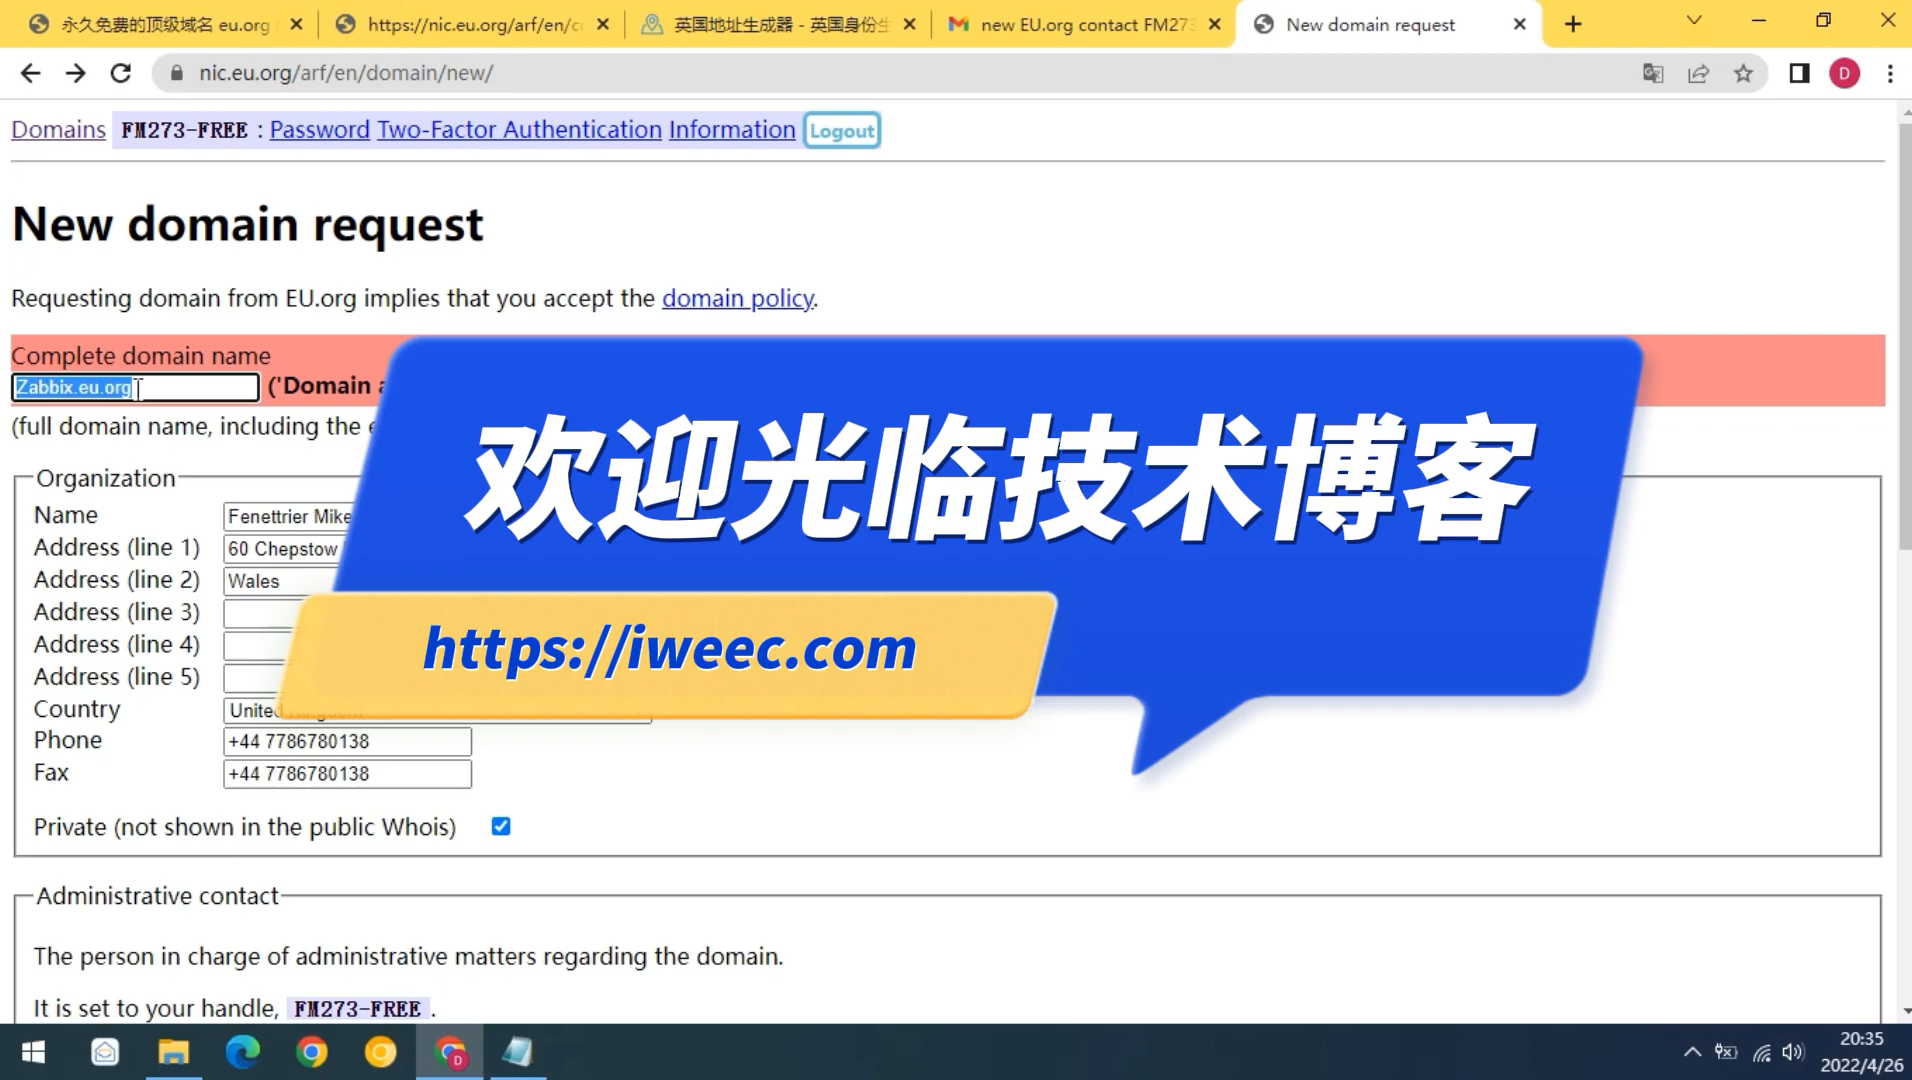 永久免费的顶级域名 eu.org
https://nic.eu.org/arf/en/c
英国地址生成器 - 英国身份生
new EU.org contact FM273
New domain request
nic.eu.org/arf/en/domain/new/
D
Domains FM273-FREE : Password Two-Factor Authentication Information Logout
New domain request
Requesting domain from EU.org implies that you accept the domain policy.
Complete domain name
Zabbix.eu.org ('Domain
(full domain name, including the
欢迎光临技术博客
https://iweec.com
Organization
Name Fenettrier Mike
Address (line 1) 60 Chepstow
Address (line 2) Wales
Address (line 3)
Address (line 4)
Address (line 5)
Country United Kingdom
Phone +44 7786780138
Fax +44 7786780138
Private (not shown in the public Whois)
Administrative contact
The person in charge of administrative matters regarding the domain.
It is set to your handle, FM273-FREE .
D
20:35
2022/4/26